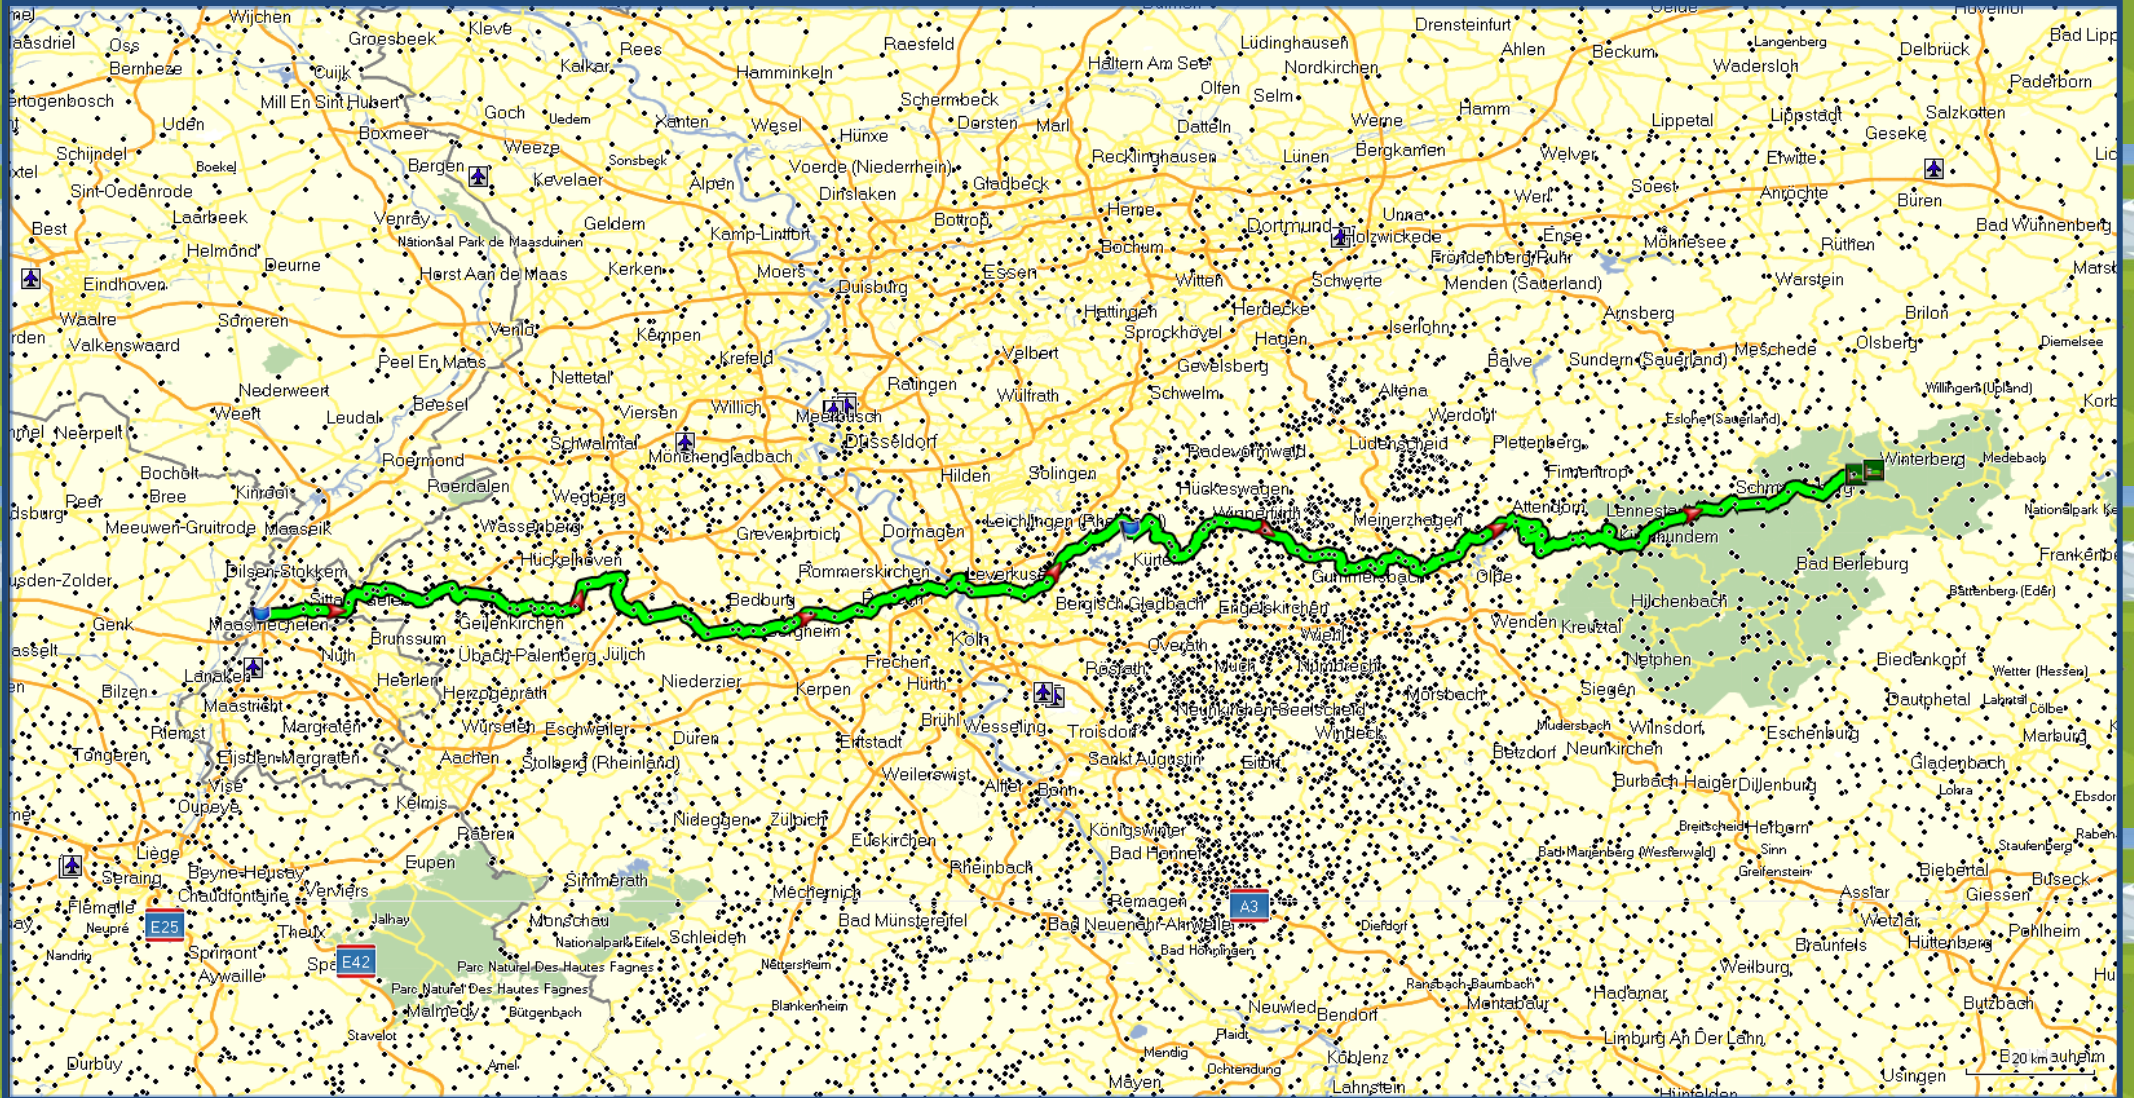 Wijchen
Kleve
Drensteinfurt
Oss
Groesbeek
Rees
Raesfeld
Lüdinghausen
Ahlen
Beckum
Langenberg
Delbrück
Bad Lipp
Bernheze
Cuijk
Kalkar
Hamminkeln
Haltern Am See
Nordkirchen
Wadersloh
Paderborn
ertogenbosch
Mill En Sint Hubert
Goch
Uedem
Schermbeck
Olfen
Selm
Hamm
Lippstadt
Salzkotten
Uden
Boxmeer
Xanten
Wesel
Hünxe
Dorsten
Marl
Datteln
Werne
Lippetal
Geseke
Schijndel
Boekel
Bergen
Weeze
Sonsbeck
Voerde (Niederrhein)
Recklinghausen
Lünen
Bergkamen
Welver
Erwitte
Sint-Oedenrode
Kevelaer
Alpen
Dinslaken
Gladbeck
Werl
Soest
Anröchte
Büren
Best
Laarbeek
Venray
Geldern
Kamp-Lintfort
Bottrop
Herne
Dortmund
Unna
Bad Wünnenberg
Helmond
Deurne
Nationaal Park de Maasduinen
Bochum
Holzwickede
Ense
Möhnesee
Rüthen
Eindhoven
Horst Aan de Maas
Kerken
Moers
Duisburg
Essen
Witten
Schwerte
Fröndenberg/Ruhr
Menden (Sauerland)
Warstein
Waalre
Someren
Venlo
Kempen
Hattingen
Herdecke
Iserlohn
Arnsberg
Brilon
Valkenswaard
Peel En Maas
Krefeld
Velbert
Sprockhövel
Hagen
Balve
Sundern (Sauerland)
Meschede
Olsberg
Diemelsee
Nederweert
Nettetal
Ratingen
Wülfrath
Gevelsberg
Schwelm
Altena
Willingen (Upland)
Weert
Leudal
Beesel
Viersen
Willich
Meerbusch
Werdohl
Eslohe (Sauerland)
Neerpelt
Schwalmtal
Mönchengladbach
Düsseldorf
Radevormwald
Lüdenscheid
Plettenberg
Winterberg
Medebach
Bocholt
Roermond
Hilden
Solingen
Finnentrop
Peer
Bree
Kinrooi
Roerdalen
Wegberg
Hückeswagen
Attendorn
Meeuwen-Gruitrode
Maaseik
Wassenberg
Grevenbroich
Dormagen
Meinerzhagen
Dilsen-Stokkem
Hückelhoven
Rommerskirchen
Leverkuse
Kürte
Olpe
Bad Berleburg
Frankenbe
usden-Zolder
Genk
Maasmechelen
Geilenkirchen
Bedburg
Bergisch Gladbach
Gummersbach
Engelskirchen
Hilchenbach
Battenberg (Eder)
Brunssum
Köln
Wiehl
Wenden
Kreuztal
asselt
Lanaken
Nuth
Übach-Palenberg
Jülich
Frechen
Overath
Netphen
Biedenkopf
Wetter (Hessen)
Bilzen
Maastricht
Heerlen
Herzogenrath
Niederzier
Kerpen
Hürth
Rösrath
Much
Nümbrecht
Morsbach
Siegen
Dautphetal
Lahntal
Cölbe
Riemst
Margraten
Würselen
Eschweiler
Düren
Brühl
Wesseling
Troisdorf
Neunkirchen-Seelscheid
Windeck
Mudersbach
Wilnsdorf
Eschenburg
Marburg
Tongeren
Eijsden-Margraten
Aachen
Stolberg (Rheinland)
Erftstadt
Sankt Augustin
Eitorf
Betzdorf
Neunkirchen
Gladenbach
Visé
Oupeye
Kelmis
Weilerswist
Alfter
Bonn
Burbach
Haiger
Dillenburg
Lohra
Raeren
Nideggen
Zülpich
Euskirchen
Königswinter
Breitscheid
Herborn
Liège
Eupen
Rheinbach
Bad Honnef
Bad Marienberg (Westerwald)
Sinn
Staufenberg
Seraing
Beyne-Heusay
Simmerath
Greifenstein
Biebertal
Buseck
Flémalle
Chaudfontaine
Verviers
Mechernich
Remagen
A3
Asslar
Giessen
Neupré
E25
Jalhay
Monschau
Bad Münstereifel
Bad Neuenahr-Ahrweiler
Dierdorf
Wetzlar
Pohlheim
Nandrin
Sprimont
Theux
Nationalpark Eifel
Schleiden
Bad Hönningen
Braunfels
Hüttenberg
Aywaille
Spa
E42
Parc Naturel Des Hautes Fagnes
Nettersheim
Weilburg
Parc Naturel Des Hautes Fagnes
Ransbach-Baumbach
Hadamar
Malmedy
Bütgenbach
Blankenheim
Neuwied
Bendorf
Montabaur
Butzbach
Stavelot
Plaidt
Limburg An Der Lahn
Durbuy
Amel
Mendig
Koblenz
20 km
Ochtendung
Usingen
Mayen
Lahnstein
Hünfelden